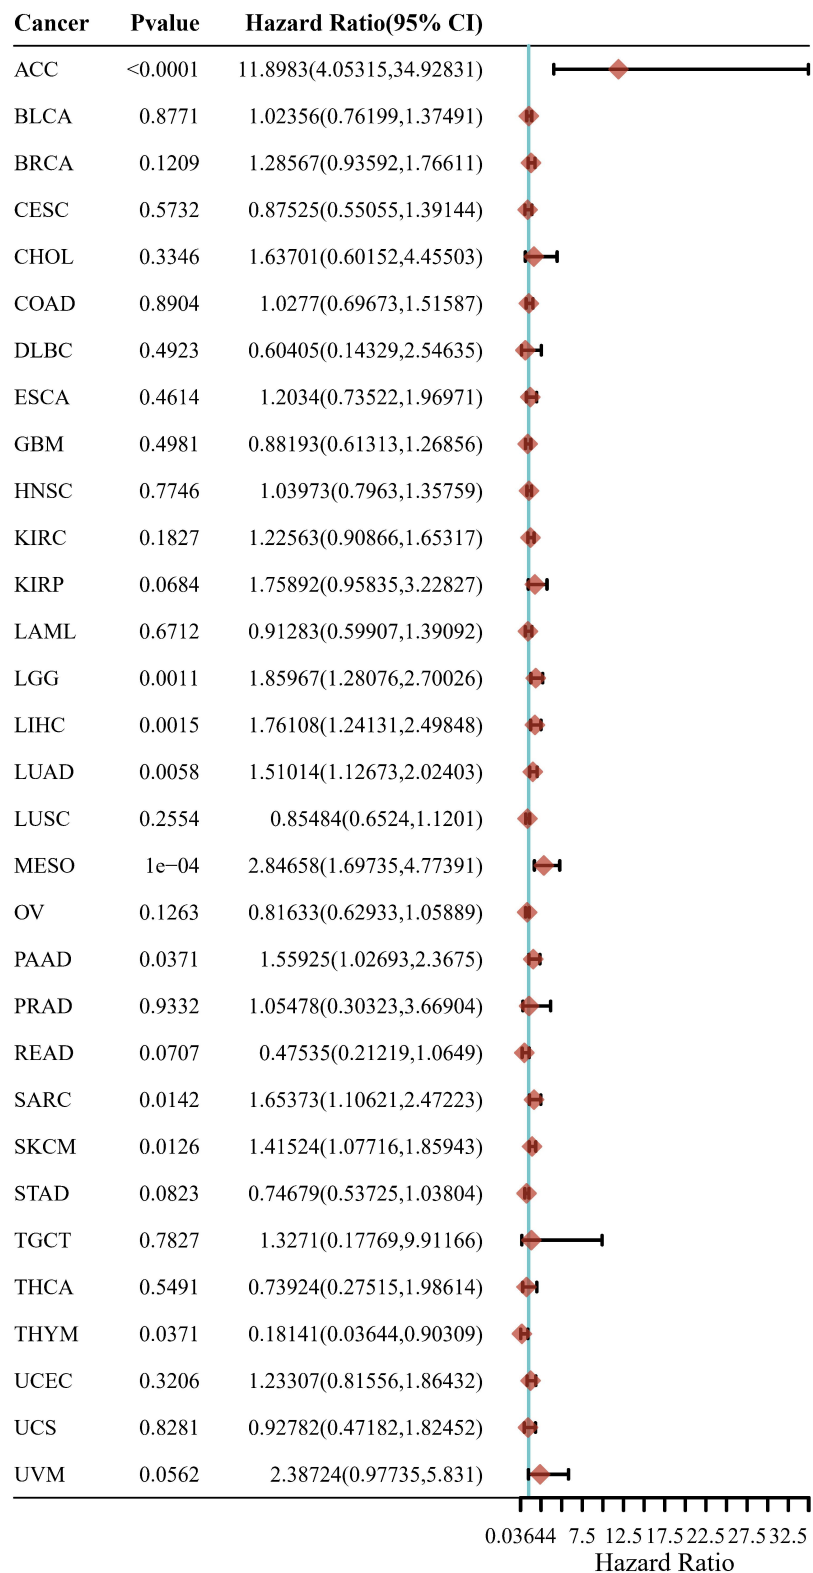 Cancer Pvalue Hazard Ratio(95% CI)
ACC <0.0001 11.8983(4.05315,34.92831)
BLCA 0.8771 1.02356(0.76199,1.37491)
BRCA 0.1209 1.28567(0.93592,1.76611)
CESC 0.5732 0.87525(0.55055,1.39144)
CHOL 0.3346 1.63701(0.60152,4.45503)
COAD 0.8904 1.0277(0.69673,1.51587)
DLBC 0.4923 0.60405(0.14329,2.54635)
ESCA 0.4614 1.2034(0.73522,1.96971)
GBM 0.4981 0.88193(0.61313,1.26856)
HNSC 0.7746 1.03973(0.7963,1.35759)
KIRC 0.1827 1.22563(0.90866,1.65317)
KIRP 0.0684 1.75892(0.95835,3.22827)
LAML 0.6712 0.91283(0.59907,1.39092)
LGG 0.0011 1.85967(1.28076,2.70026)
LIHC 0.0015 1.76108(1.24131,2.49848)
LUAD 0.0058 1.51014(1.12673,2.02403)
LUSC 0.2554 0.85484(0.6524,1.1201)
MESO 1e−04 2.84658(1.69735,4.77391)
OV 0.1263 0.81633(0.62933,1.05889)
PAAD 0.0371 1.55925(1.02693,2.3675)
PRAD 0.9332 1.05478(0.30323,3.66904)
READ 0.0707 0.47535(0.21219,1.0649)
SARC 0.0142 1.65373(1.10621,2.47223)
SKCM 0.0126 1.41524(1.07716,1.85943)
STAD 0.0823 0.74679(0.53725,1.03804)
TGCT 0.7827 1.3271(0.17769,9.91166)
THCA 0.5491 0.73924(0.27515,1.98614)
THYM 0.0371 0.18141(0.03644,0.90309)
UCEC 0.3206 1.23307(0.81556,1.86432)
UCS 0.8281 0.92782(0.47182,1.82452)
UVM 0.0562 2.38724(0.97735,5.831)
0.03644 7.5 12.5 17.5 22.5 27.5 32.5
Hazard Ratio